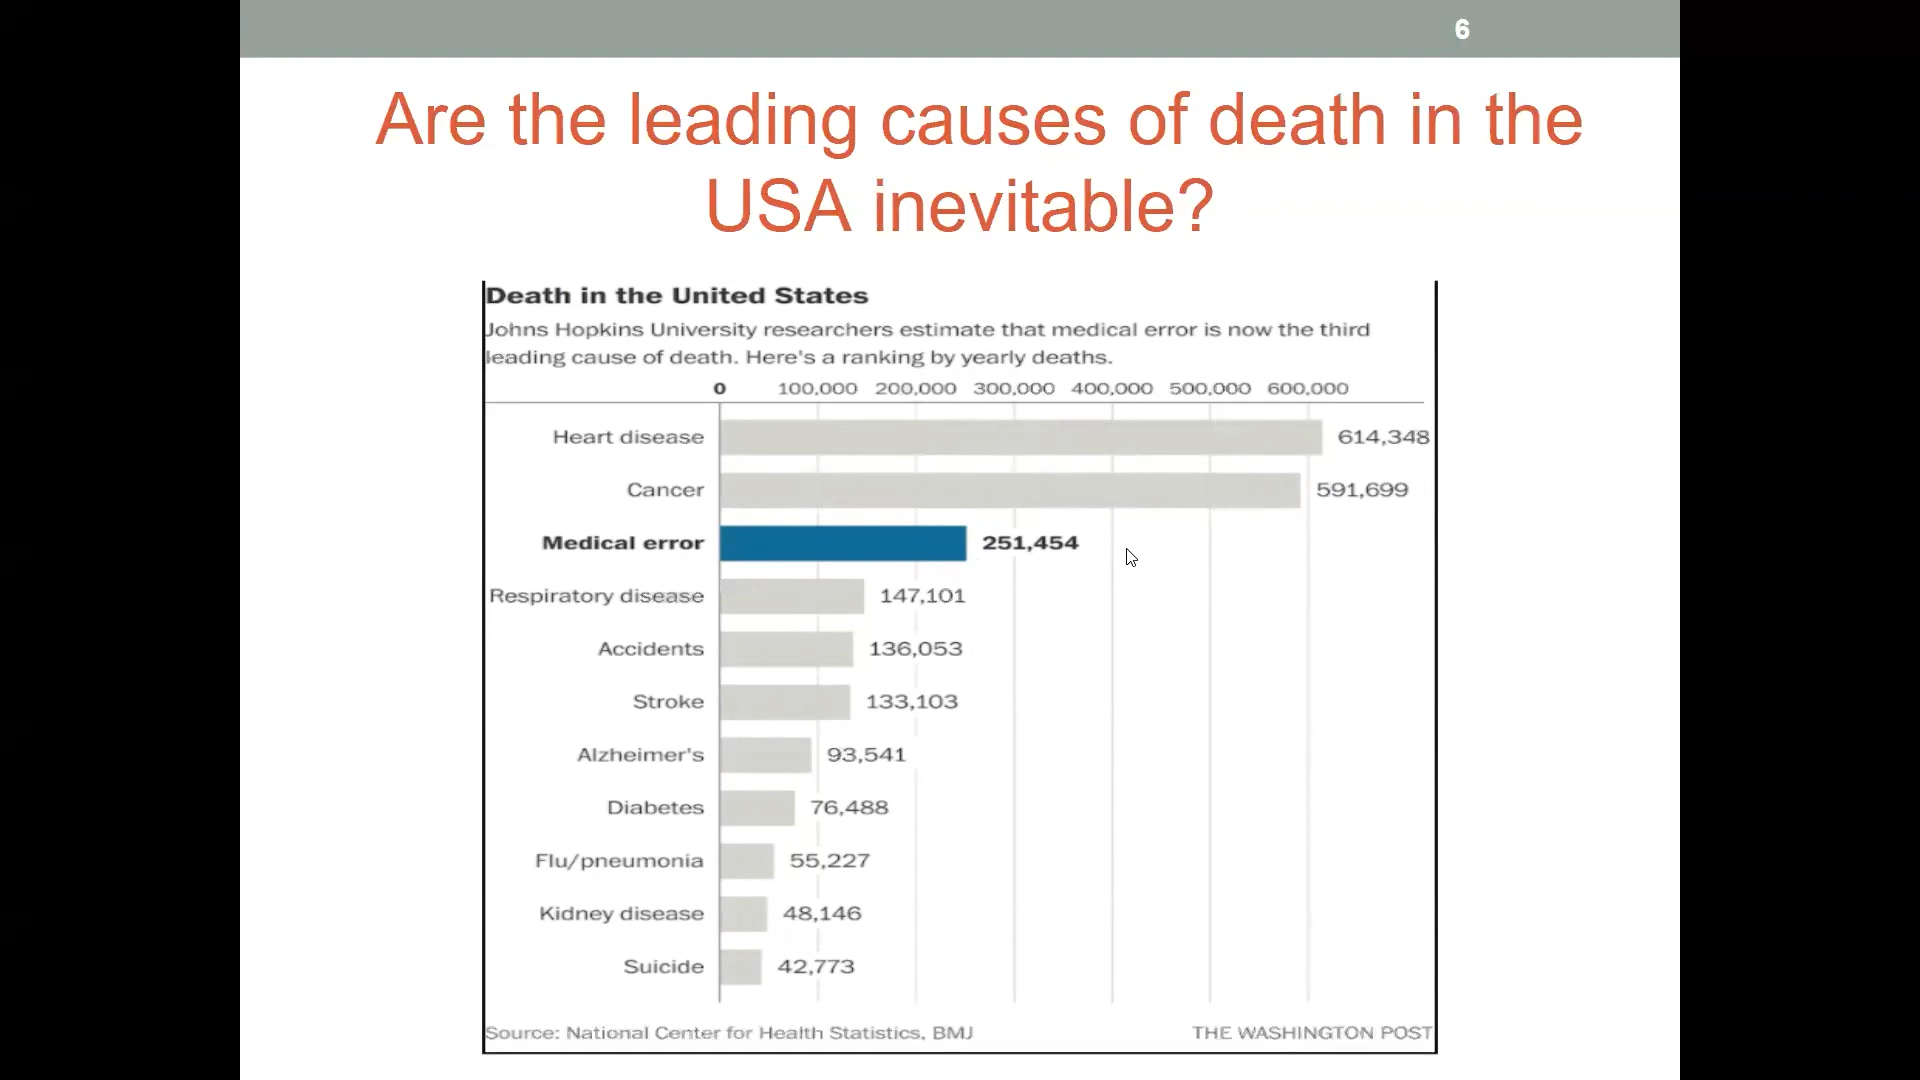 6
Are the leading causes of death in the
USA inevitable?
Death in the United States
Johns Hopkins University researchers estimate that medical error is now the third
leading cause of death. Here's a ranking by yearly deaths.
0 100,000 200,000 300,000 400,000 500,000 600,000
Heart disease 614,348
Cancer 591,699
Medical error 251,454
Respiratory disease 147,101
Accidents 136,053
Stroke 133,103
Alzheimer's 93,541
Diabetes 76,488
Flu/pneumonia 55,227
Kidney disease 48,146
Suicide 42,773
Source: National Center for Health Statistics, BMJ THE WASHINGTON POST